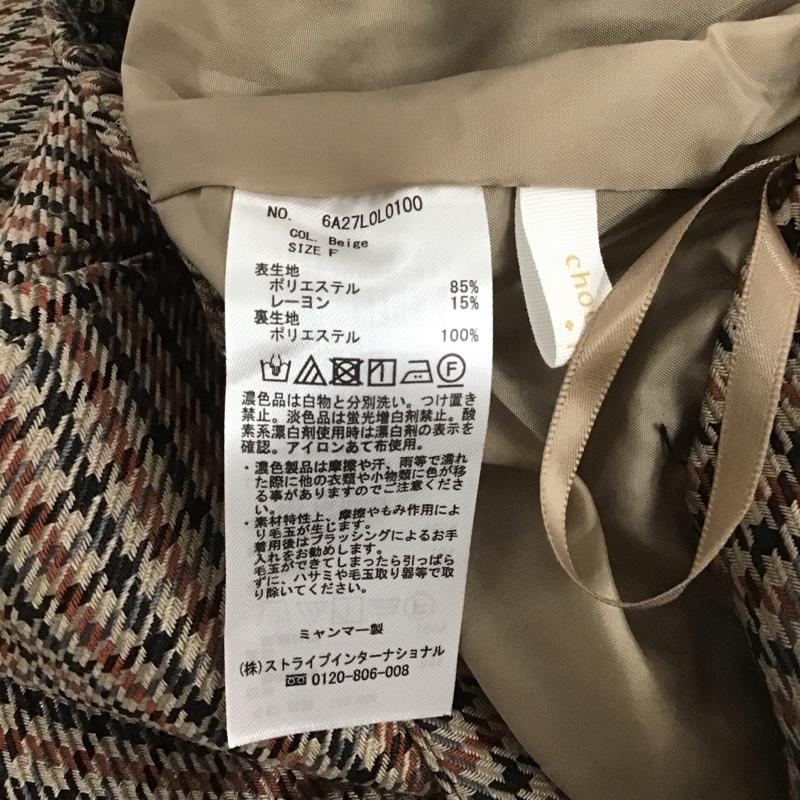 NO. 6A27L0L0100
COL. Beige
SIZE F
表生地
ポリエステル 85%
レーヨン 15%
裏生地
ポリエステル 100%
F
濃色品は白物と分別洗い。つけ置き
禁止。淡色品は蛍光増白剤禁止。酸
素系漂白剤使用時は漂白剤の表示を
確認。アイロンあて布使用。
・濃色製品は摩擦や汗、雨等で濡れ
た際に他の衣類や小物類に色が移
る事がありますのでご注意くださ
い。
・素材特性上、摩擦やもみ作用によ
り毛玉が生じます。
着用後はブラッシングによるお手
入れをお勧めします。
毛玉ができてしまったら引っぱら
ずに、ハサミや毛玉取り器等で取
り除いてください。
ミャンマー製
(株)ストライプインターナショナル
0120-806-008